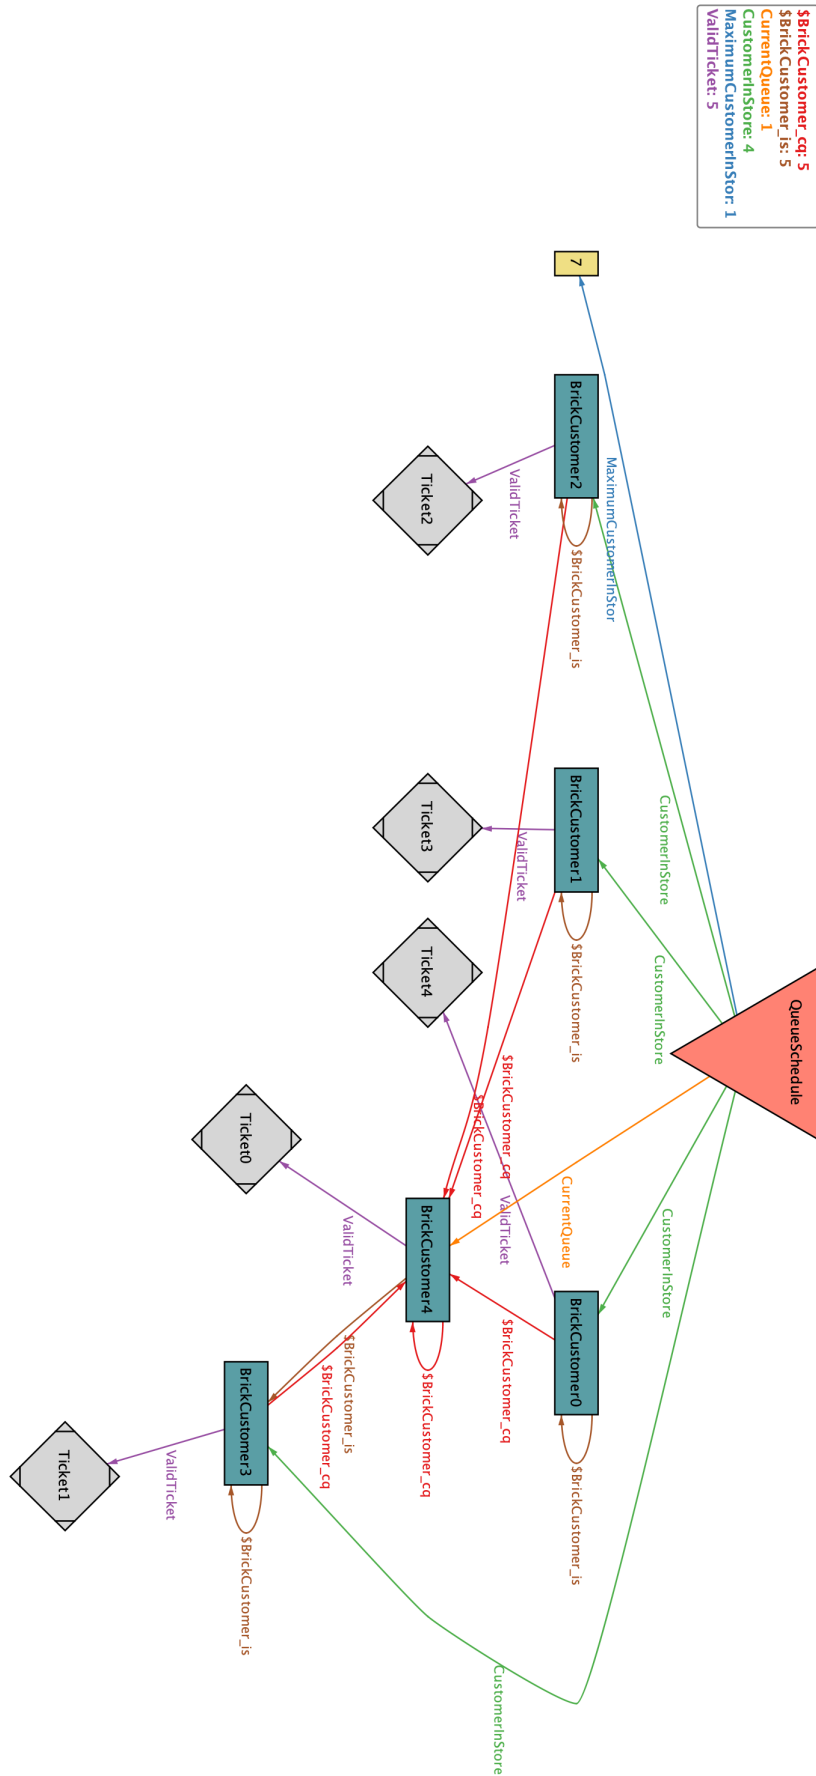 $BrickCustomer_cq: 5
$BrickCustomer_is: 5
CurrentQueue: 1
CustomerInStore: 4
MaximumCustomerInStor: 1
ValidTicket: 5
QueueSchedule
MaximumCustomerInStor
CustomerInStore
CustomerInStore
CurrentQueue
CustomerInStore
CustomerInStore
7
BrickCustomer2
$BrickCustomer_is
BrickCustomer1
$BrickCustomer_is
BrickCustomer0
$BrickCustomer_is
ValidTicket
ValidTicket
$BrickCustomer_cq
$BrickCustomer_cq
ValidTicket
$BrickCustomer_cq
Ticket2
Ticket3
Ticket4
BrickCustomer4
$BrickCustomer_cq
ValidTicket
$BrickCustomer_is
$BrickCustomer_cq
Ticket0
BrickCustomer3
$BrickCustomer_is
ValidTicket
Ticket1